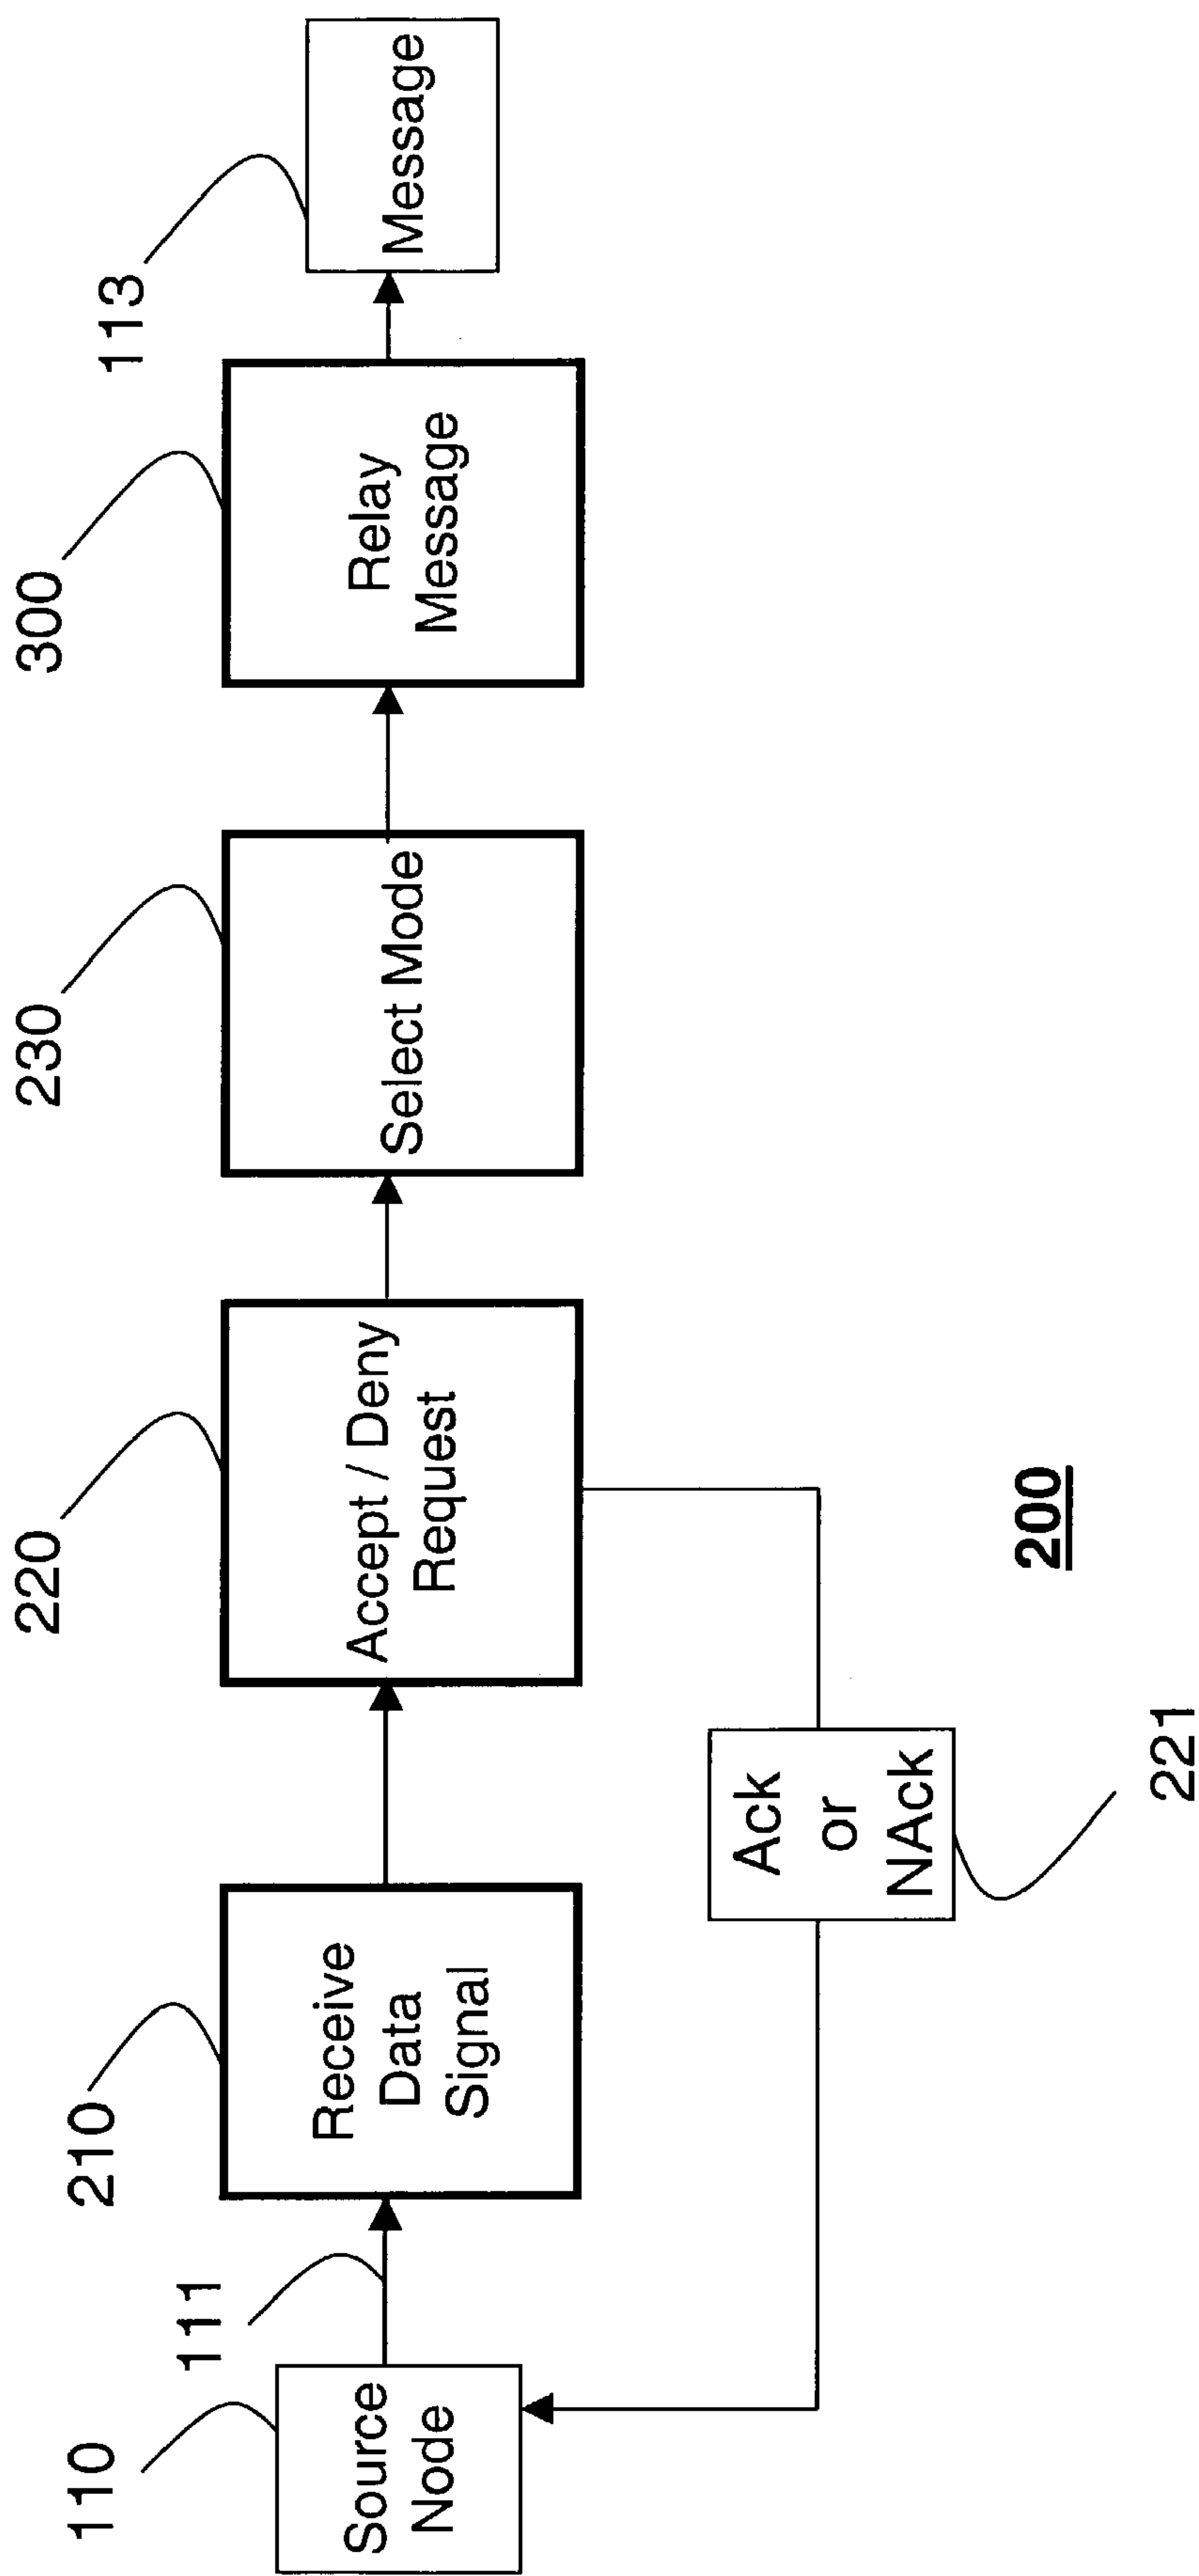 110
111
210
220
230
300
113
Source
Node
Receive
Data
Signal
Accept / Deny
Request
Select Mode
Relay
Message
Message
Ack
or
NAck
221
200